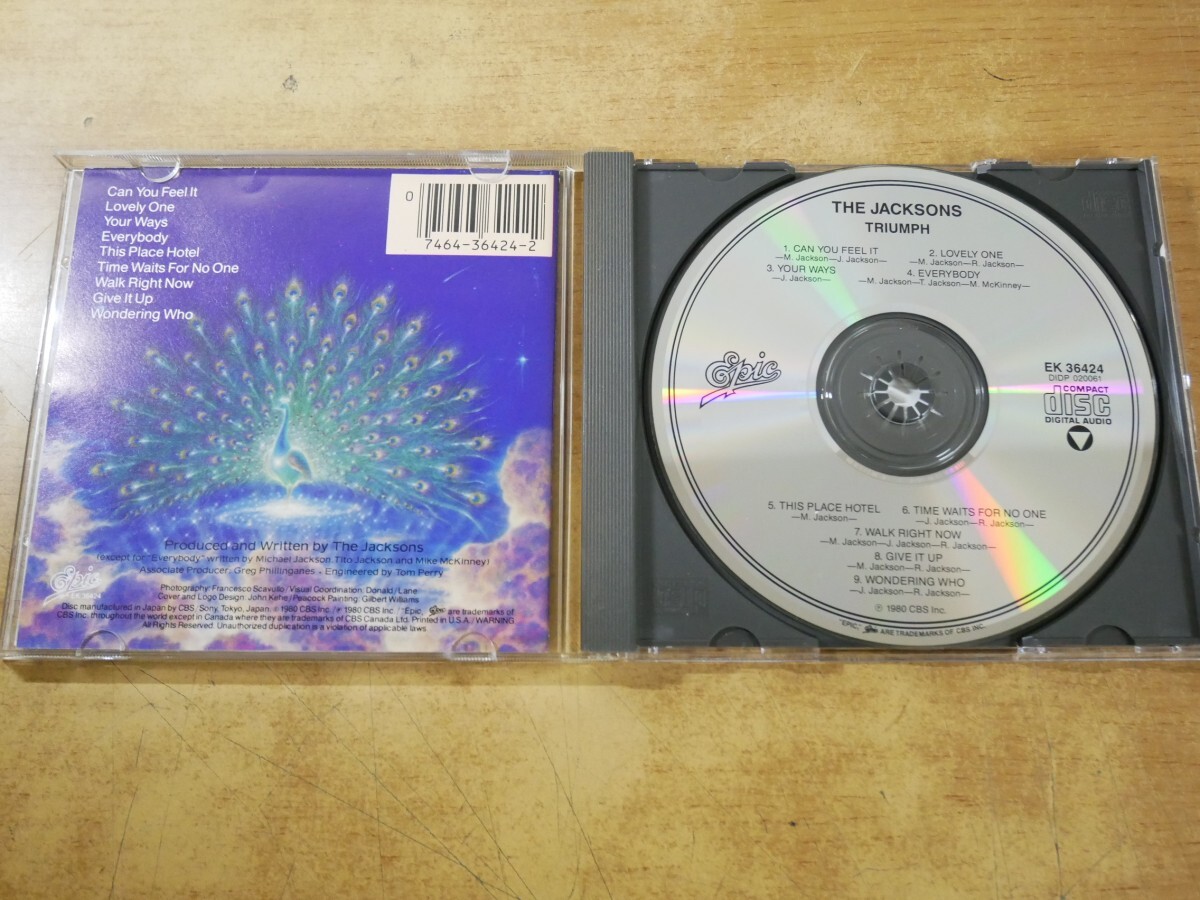 Can You Feel It
Lovely One
Your Ways
Everybody
This Place Hotel
Time Waits For No One
Walk Right Now
Give It Up
Wondering Who
0
7464-36424-2
Produced and Written by The Jacksons
(except for "Everybody" written by Michael Jackson, Tito Jackson and Mike McKinney)
Associate Producer: Greg Phillinganes • Engineered by Tom Perry
Photography: Francesco Scavullo/Visual Coordination: Donald/Lane
Cover and Logo Design: John Kehe/Peacock Painting: Gilbert Williams
Epic
EK 36424
Disc manufactured in Japan by CBS/Sony, Tokyo, Japan. © 1980 CBS Inc./℗ 1980 CBS Inc./"Epic," Epic are trademarks of
CBS Inc. throughout the world except in Canada where they are trademarks of CBS Canada Ltd. Printed in U.S.A./WARNING:
All Rights Reserved. Unauthorized duplication is a violation of applicable laws.
THE JACKSONS
TRIUMPH
1. CAN YOU FEEL IT
—M. Jackson—J. Jackson—
2. LOVELY ONE
—M. Jackson—R. Jackson—
3. YOUR WAYS
—J. Jackson—
4. EVERYBODY
—M. Jackson—T. Jackson—M. McKinney—
Epic
EK 36424
DIDP 020061
COMPACT
disc
DIGITAL AUDIO
5. THIS PLACE HOTEL
—M. Jackson—
6. TIME WAITS FOR NO ONE
—J. Jackson—R. Jackson—
7. WALK RIGHT NOW
—M. Jackson—J. Jackson—R. Jackson—
8. GIVE IT UP
—M. Jackson—J. Jackson—
9. WONDERING WHO
—J. Jackson—R. Jackson—
℗ 1980 CBS Inc.
"EPIC," Epic ARE TRADEMARKS OF CBS INC.